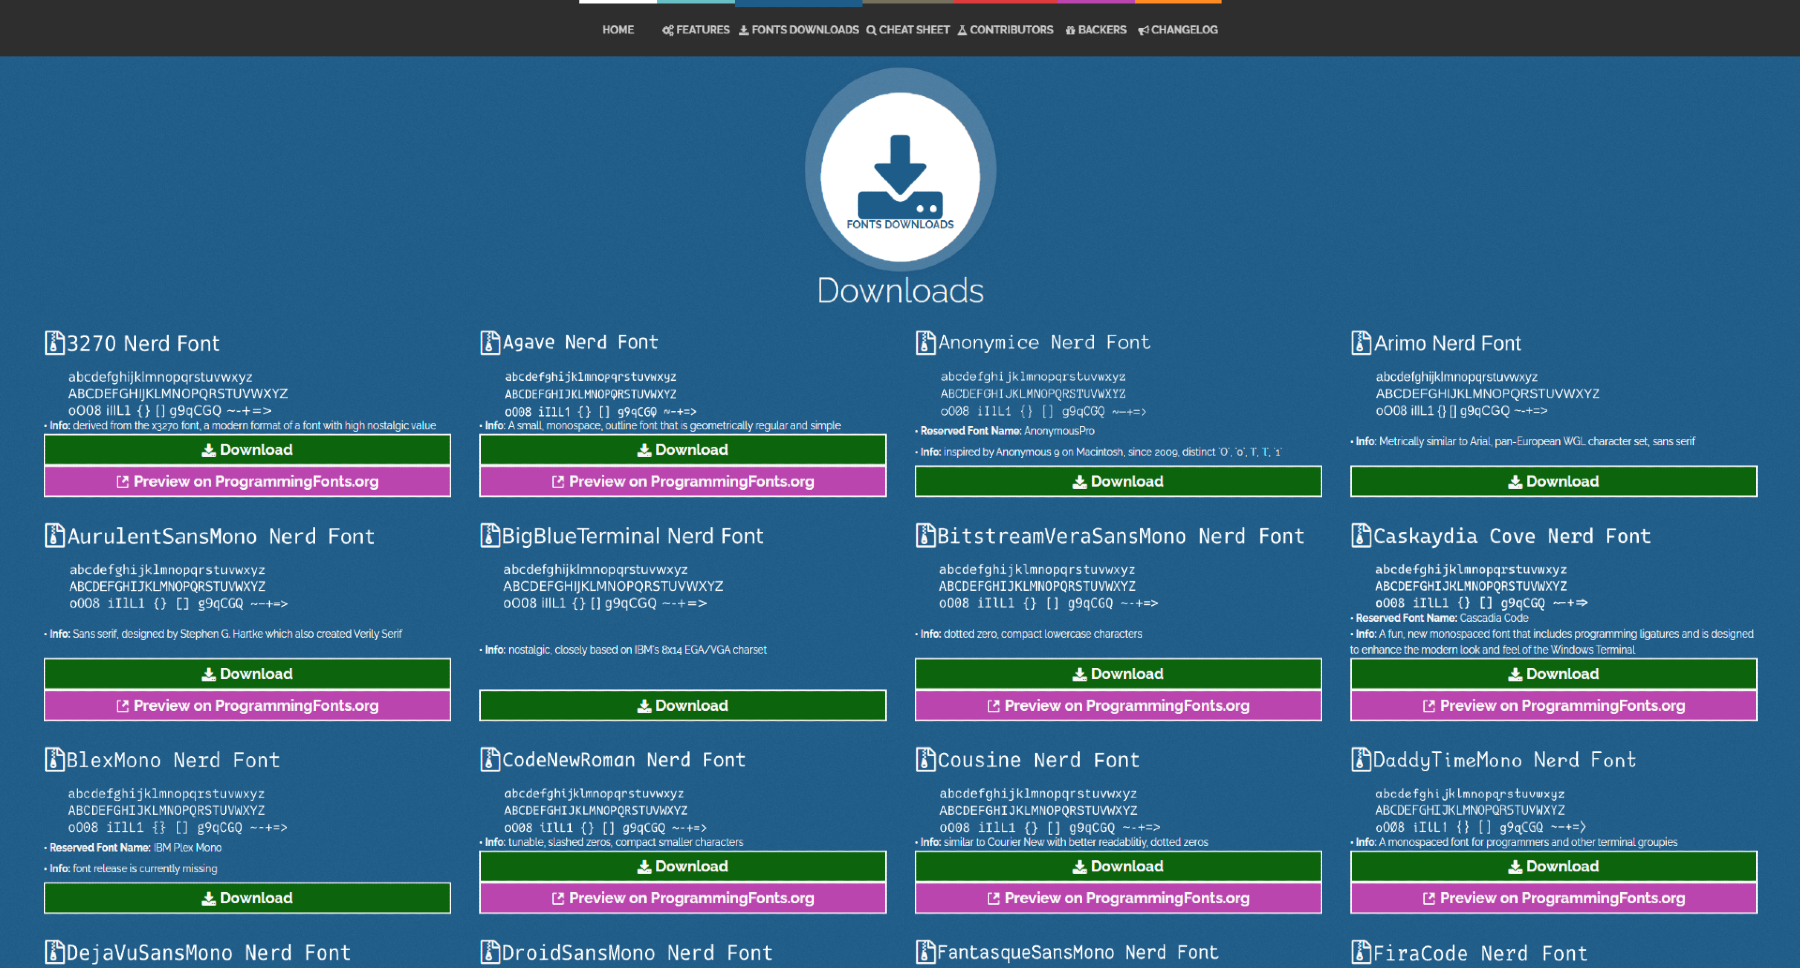 HOME FEATURES FONTS DOWNLOADS CHEAT SHEET CONTRIBUTORS BACKERS CHANGELOG
FONTS DOWNLOADS
Downloads
3270 Nerd Font
abcdefghijklmnopqrstuvwxyz
ABCDEFGHIJKLMNOPQRSTUVWXYZ
oO08 iIlL1 {} [] g9qCGQ ~-+=>
• Info: derived from the x3270 font, a modern format of a font with high nostalgic value
Download
Preview on ProgrammingFonts.org
Agave Nerd Font
abcdefghijklmnopqrstuvwxyz
ABCDEFGHIJKLMNOPQRSTUVWXYZ
oO08 iIlL1 {} [] g9qCGQ ~-+=>
• Info: A small, monospace, outline font that is geometrically regular and simple
Download
Preview on ProgrammingFonts.org
Anonymice Nerd Font
abcdefghijklmnopqrstuvwxyz
ABCDEFGHIJKLMNOPQRSTUVWXYZ
oO08 iIlL1 {} [] g9qCGQ ~-+=>
• Reserved Font Name: AnonymousPro
• Info: inspired by Anonymous 9 on Macintosh, since 2009, distinct 'O', '0', 'I', 'l', '1'
Download
Arimo Nerd Font
abcdefghijklmnopqrstuvwxyz
ABCDEFGHIJKLMNOPQRSTUVWXYZ
oO08 iIlL1 {} [] g9qCGQ ~-+=>
• Info: Metrically similar to Arial, pan-European WGL character set, sans serif
Download
AurulentSansMono Nerd Font
abcdefghijklmnopqrstuvwxyz
ABCDEFGHIJKLMNOPQRSTUVWXYZ
oO08 iIlL1 {} [] g9qCGQ ~-+=>
• Info: Sans serif, designed by Stephen G. Hartke which also created Verily Serif
Download
Preview on ProgrammingFonts.org
BigBlueTerminal Nerd Font
abcdefghijklmnopqrstuvwxyz
ABCDEFGHIJKLMNOPQRSTUVWXYZ
oO08 iIlL1 {} [] g9qCGQ ~-+=>
• Info: nostalgic, closely based on IBM's 8x14 EGA/VGA charset
Download
BitstreamVeraSansMono Nerd Font
abcdefghijklmnopqrstuvwxyz
ABCDEFGHIJKLMNOPQRSTUVWXYZ
oO08 iIlL1 {} [] g9qCGQ ~-+=>
• Info: dotted zero, compact lowercase characters
Download
Preview on ProgrammingFonts.org
Caskaydia Cove Nerd Font
abcdefghijklmnopqrstuvwxyz
ABCDEFGHIJKLMNOPQRSTUVWXYZ
oO08 iIlL1 {} [] g9qCGQ ~-+=>
• Reserved Font Name: Cascadia Code
• Info: A fun, new monospaced font that includes programming ligatures and is designed
to enhance the modern look and feel of the Windows Terminal
Download
Preview on ProgrammingFonts.org
BlexMono Nerd Font
abcdefghijklmnopqrstuvwxyz
ABCDEFGHIJKLMNOPQRSTUVWXYZ
oO08 iIlL1 {} [] g9qCGQ ~-+=>
• Reserved Font Name: IBM Plex Mono
• Info: font release is currently missing
Download
CodeNewRoman Nerd Font
abcdefghijklmnopqrstuvwxyz
ABCDEFGHIJKLMNOPQRSTUVWXYZ
oO08 iIlL1 {} [] g9qCGQ ~-+=>
• Info: tunable, slashed zeros, compact smaller characters
Download
Preview on ProgrammingFonts.org
Cousine Nerd Font
abcdefghijklmnopqrstuvwxyz
ABCDEFGHIJKLMNOPQRSTUVWXYZ
oO08 iIlL1 {} [] g9qCGQ ~-+=>
• Info: similar to Courier New with better readablitiy, dotted zeros
Download
Preview on ProgrammingFonts.org
DaddyTimeMono Nerd Font
abcdefghijklmnopqrstuvwxyz
ABCDEFGHIJKLMNOPQRSTUVWXYZ
oO08 iIlL1 {} [] g9qCGQ ~-+=>
• Info: A monospaced font for programmers and other terminal groupies
Download
Preview on ProgrammingFonts.org
DejaVuSansMono Nerd Font
DroidSansMono Nerd Font
FantasqueSansMono Nerd Font
FiraCode Nerd Font